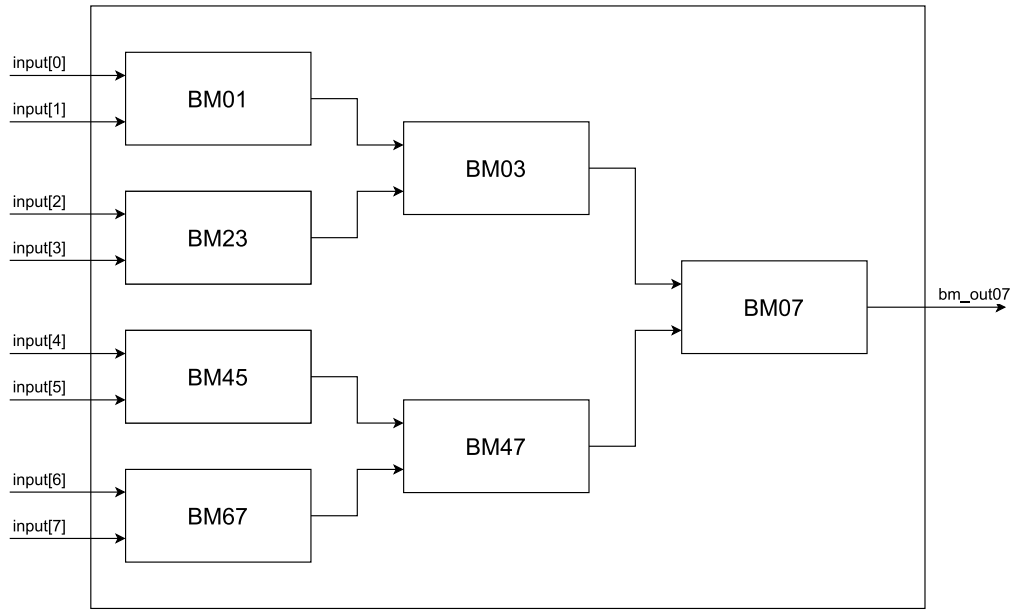 input[0]
input[1]
BM01
input[2]
input[3]
BM23
BM03
input[4]
input[5]
BM45
input[6]
input[7]
BM67
BM47
BM07
bm_out07